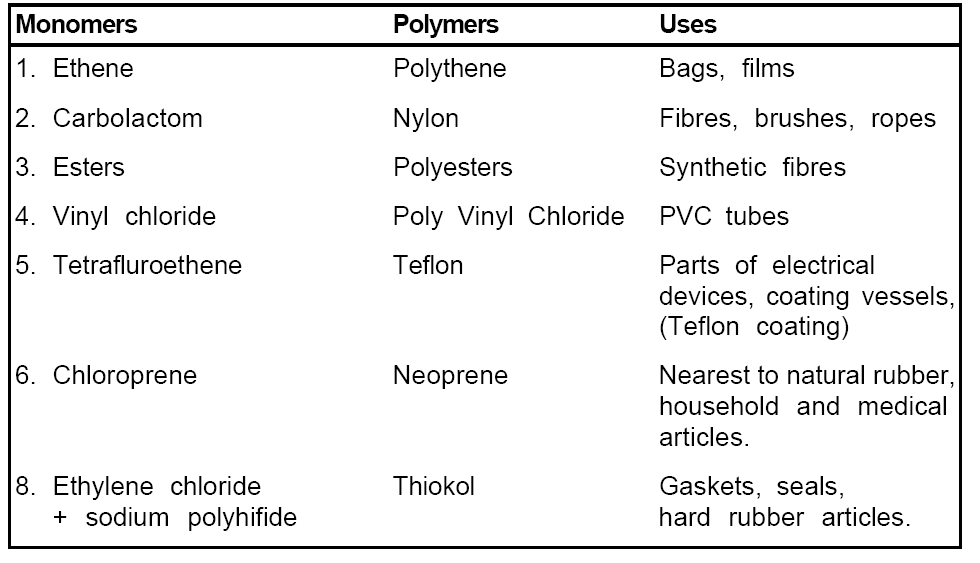 Monomers Polymers Uses
1. Ethene Polythene Bags, films
2. Carbolactom Nylon Fibres, brushes, ropes
3. Esters Polyesters Synthetic fibres
4. Vinyl chloride Poly Vinyl Chloride PVC tubes
5. Tetrafluroethene Teflon Parts of electrical
devices, coating vessels,
(Teflon coating)
6. Chloroprene Neoprene Nearest to natural rubber,
household and medical
articles.
8. Ethylene chloride Thiokol Gaskets, seals,
+ sodium polyhifide hard rubber articles.